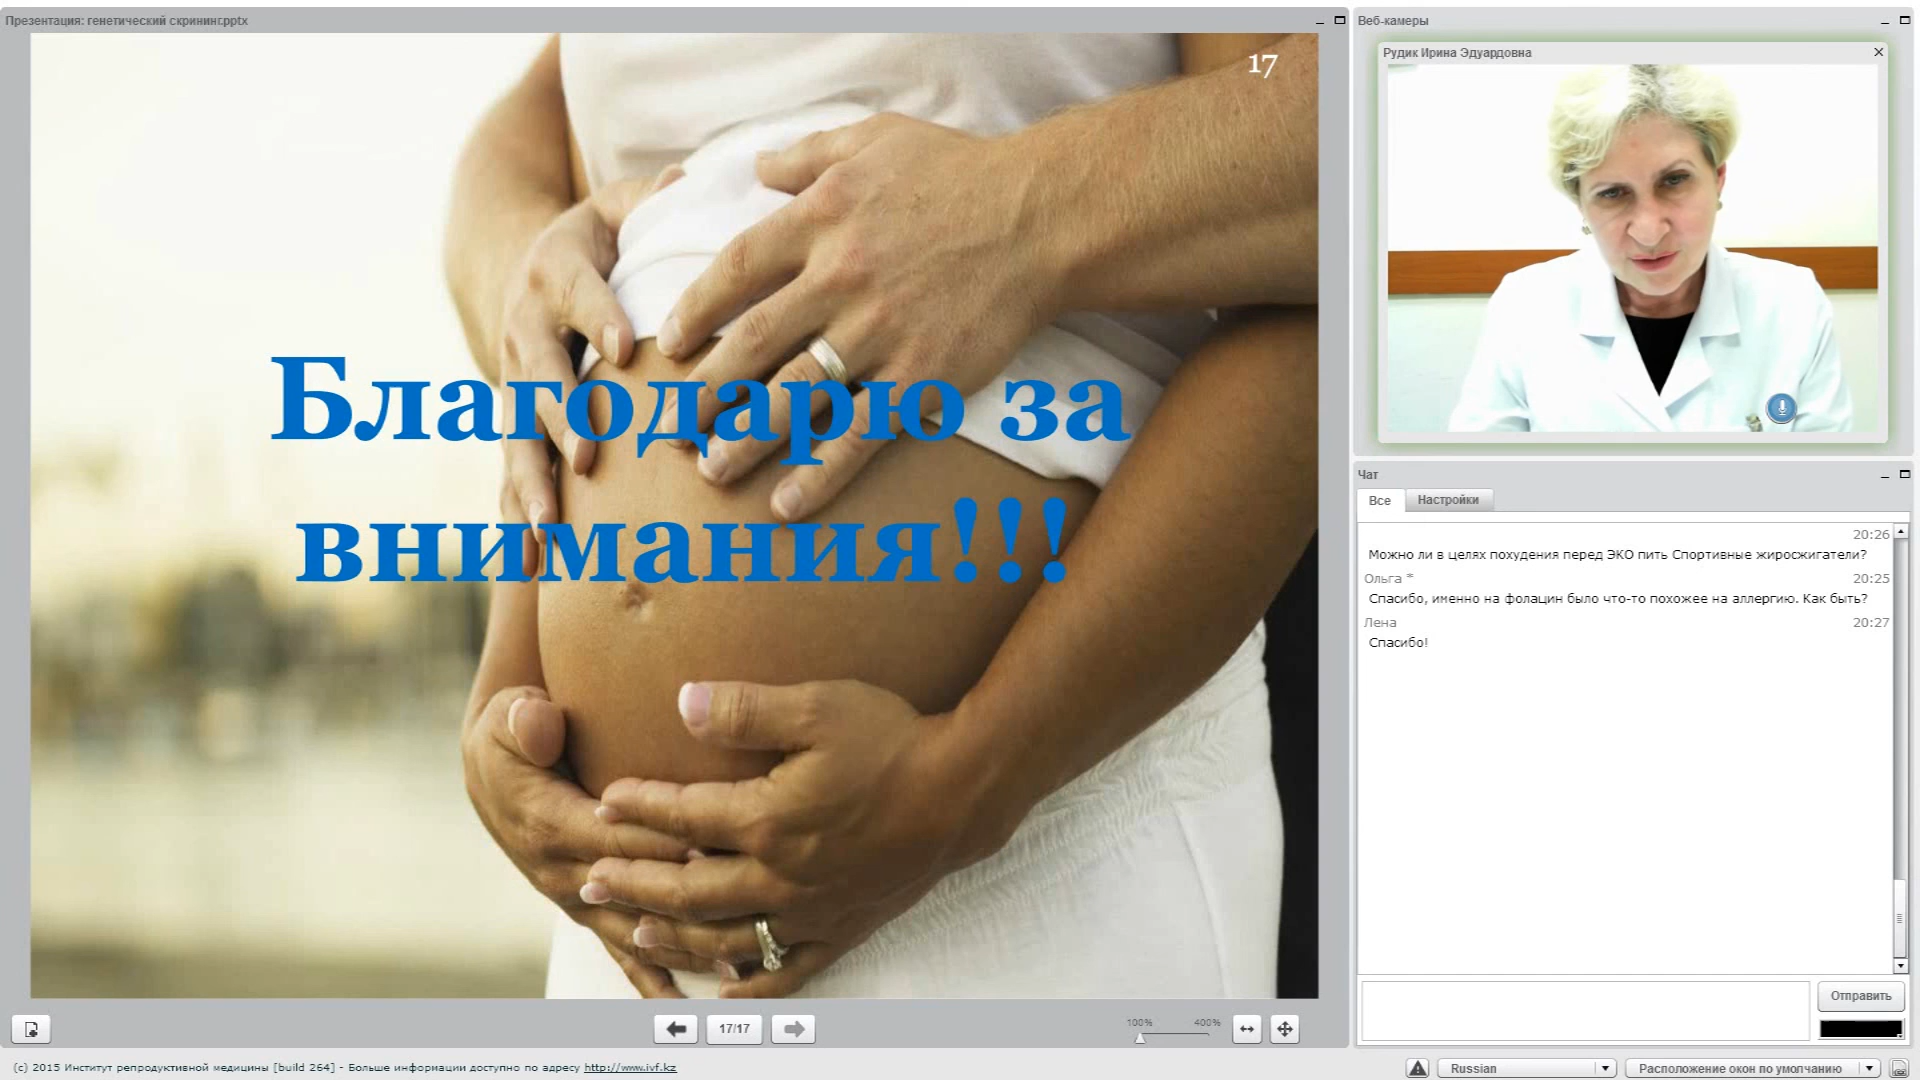 Презентация: генетический скрининг.pptx
17
Благодарю за
внимания!!!
17/17
100%
400%
Веб-камеры
Рудик Ирина Эдуардовна
Чат
Все
Настройки
20:26
Можно ли в целях похудения перед ЭКО пить Спортивные жиросжигатели?
Ольга *
20:25
Спасибо, именно на фолацин было что-то похожее на аллергию. Как быть?
Лена
20:27
Спасибо!
Отправить
(c) 2015 Институт репродуктивной медицины [build 264] - Больше информации доступно по адресу http://www.ivf.kz
Russian
Расположение окон по умолчанию